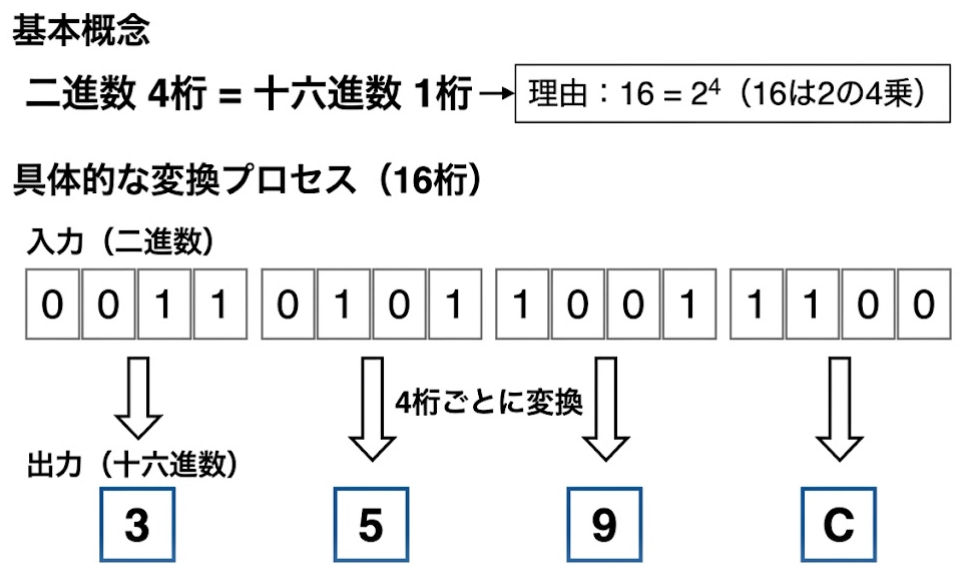 基本概念
二進数 4桁 = 十六進数 1桁 → 理由：16 = 2⁴（16は2の4乗）
具体的な変換プロセス（16桁）
入力（二進数）
0 0 1 1 0 1 0 1 1 0 0 1 1 1 0 0
4桁ごとに変換
出力（十六進数）
3 5 9 C